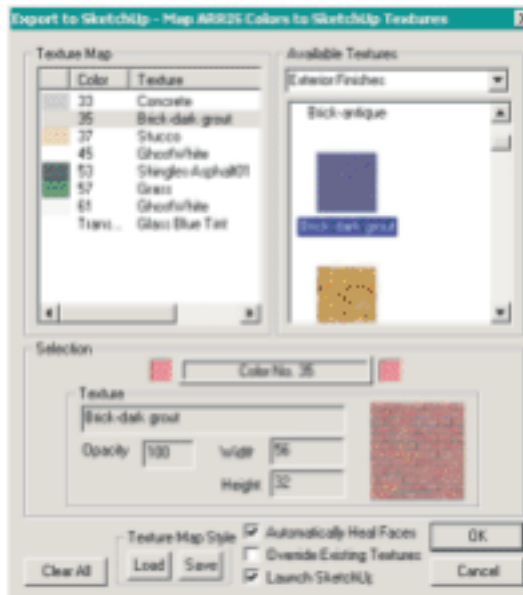 Export to SketchUp - Map ARRIS Colors to SketchUp Textures
Texture Map
Color Texture
33 Concrete
35 Brick-dark grout
37 Stucco
45 GhostWhite
53 Shingles-Asphalt01
57 Grass
61 GhostWhite
Trans... Glass Blue Tint
Available Textures
Exterior Finishes
Brick-antique
Brick-dark grout
Selection
Color No. 35
Texture
Brick-dark grout
Opacity 100 Width 56
Height 32
Clear All
Texture Map Style
Load Save
Automatically Heal Faces
Override Existing Textures
Launch SketchUp
OK
Cancel